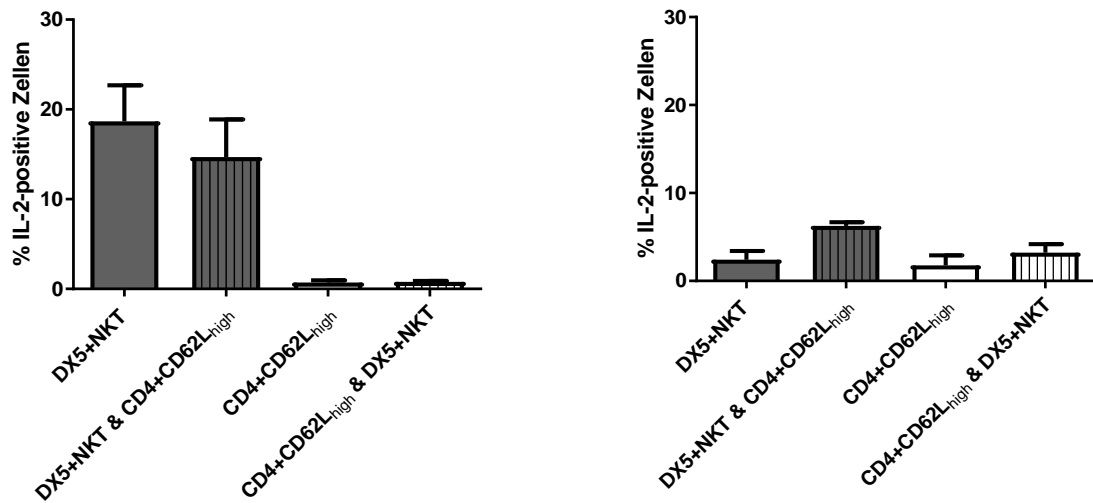 % IL-2-positive Zellen
30
20
10
0
DX5+NKT
DX5+NKT & CD4+CD62Lhigh
CD4+CD62Lhigh
CD4+CD62Lhigh & DX5+NKT
% IL-2-positive Zellen
30
20
10
0
DX5+NKT
DX5+NKT & CD4+CD62Lhigh
CD4+CD62Lhigh
CD4+CD62Lhigh & DX5+NKT